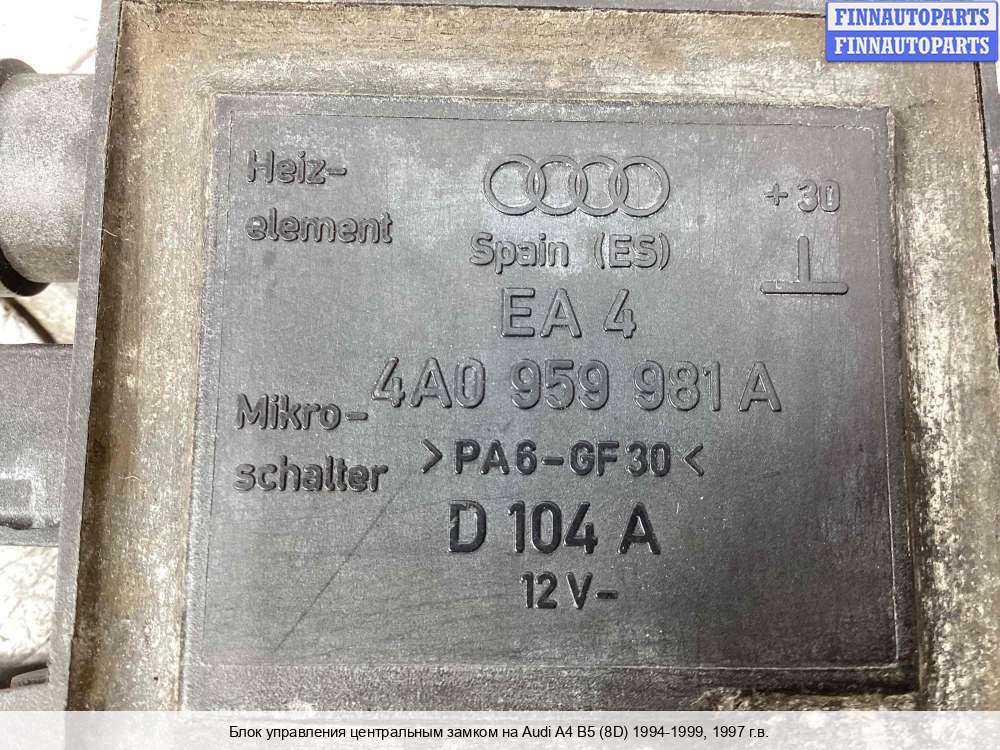 FINNAUTOPARTS
FINNAUTOPARTS
Heiz-
element
Spain (ES)
+30
EA 4
4A0 959 981 A
Mikro-
schalter
>PA6-GF30<
D 104 A
12 V-
Блок управления центральным замком на Audi A4 B5 (8D) 1994-1999, 1997 г.в.